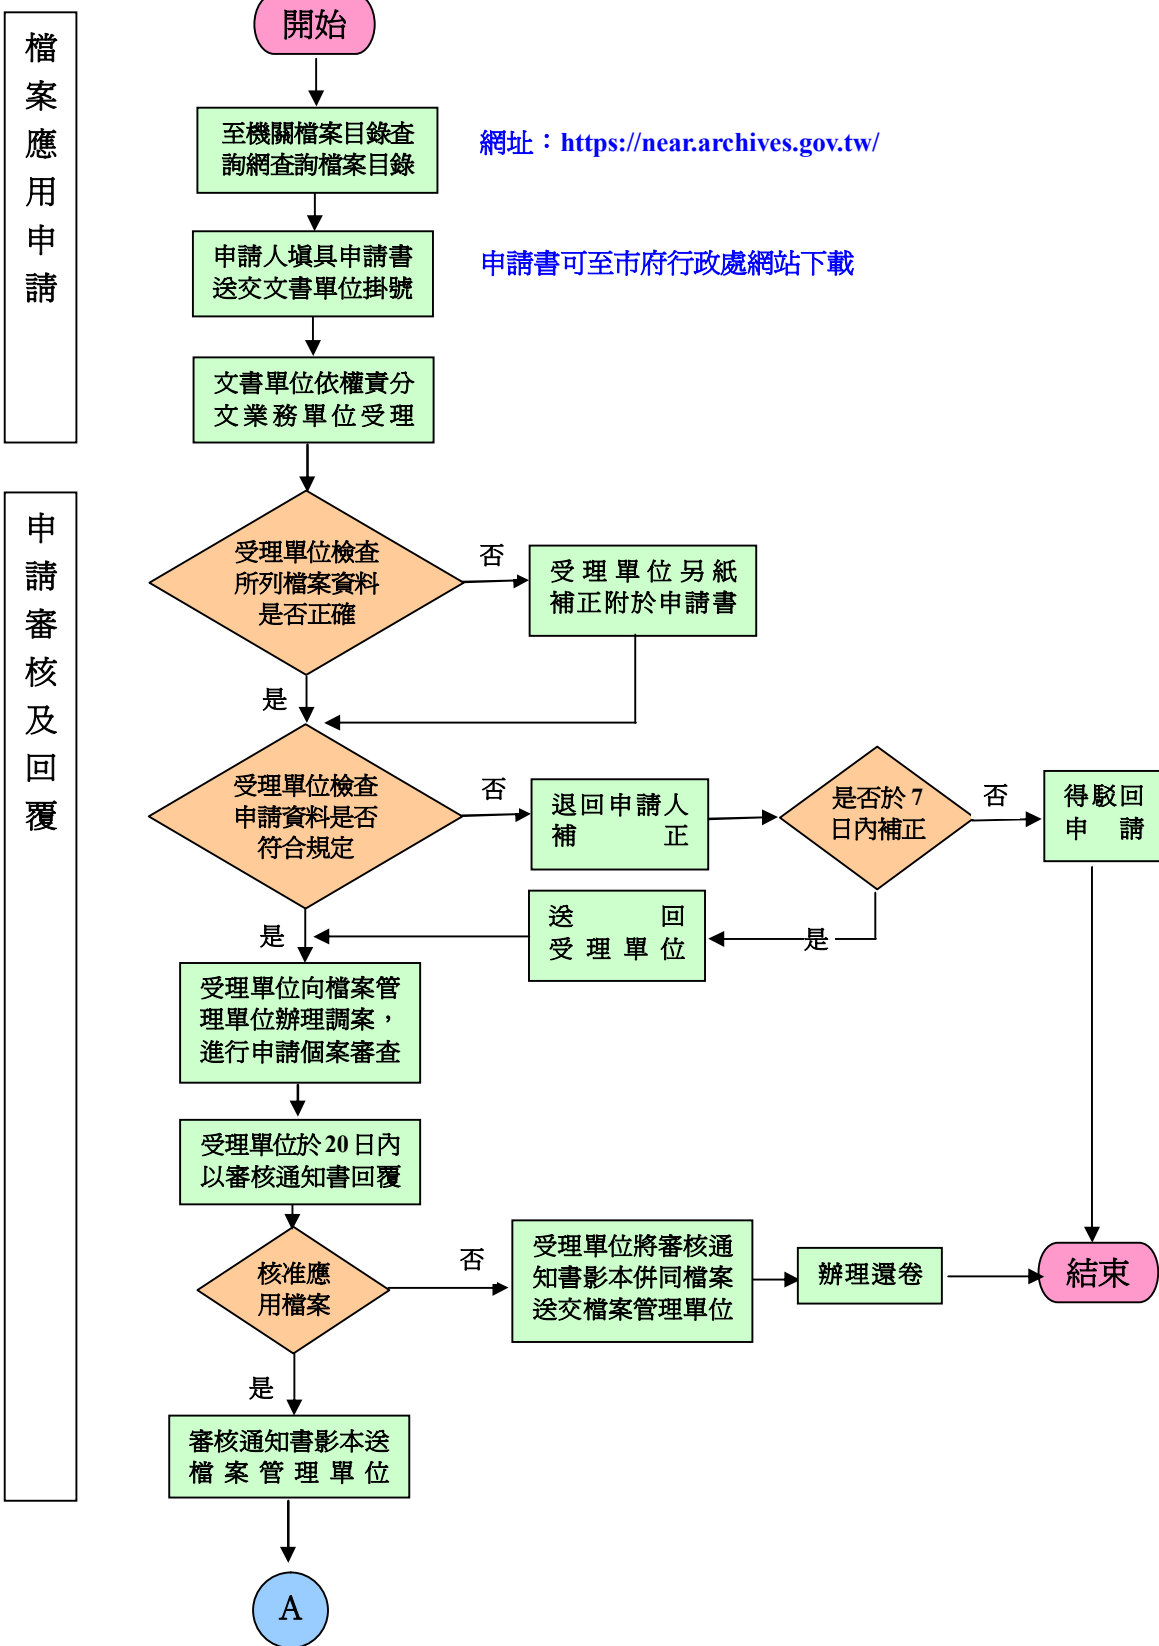 檔案應用申請
開始
至機關檔案目錄查
詢網查詢檔案目錄
網址：https://near.archives.gov.tw/
申請人填具申請書
送交文書單位掛號
申請書可至市府行政處網站下載
文書單位依權責分
文業務單位受理
申請審核及回覆
受理單位檢查
所列檔案資料
是否正確
否
受理單位另紙
補正附於申請書
是
受理單位檢查
申請資料是否
符合規定
否
退回申請人
補正
是否於 7
日內補正
否
得駁回
申請
是
送回
受理單位
是
受理單位向檔案管
理單位辦理調案，
進行申請個案審查
受理單位於 20 日內
以審核通知書回覆
核准應
用檔案
否
受理單位將審核通
知書影本併同檔案
送交檔案管理單位
辦理還卷
結束
是
審核通知書影本送
檔案管理單位
A